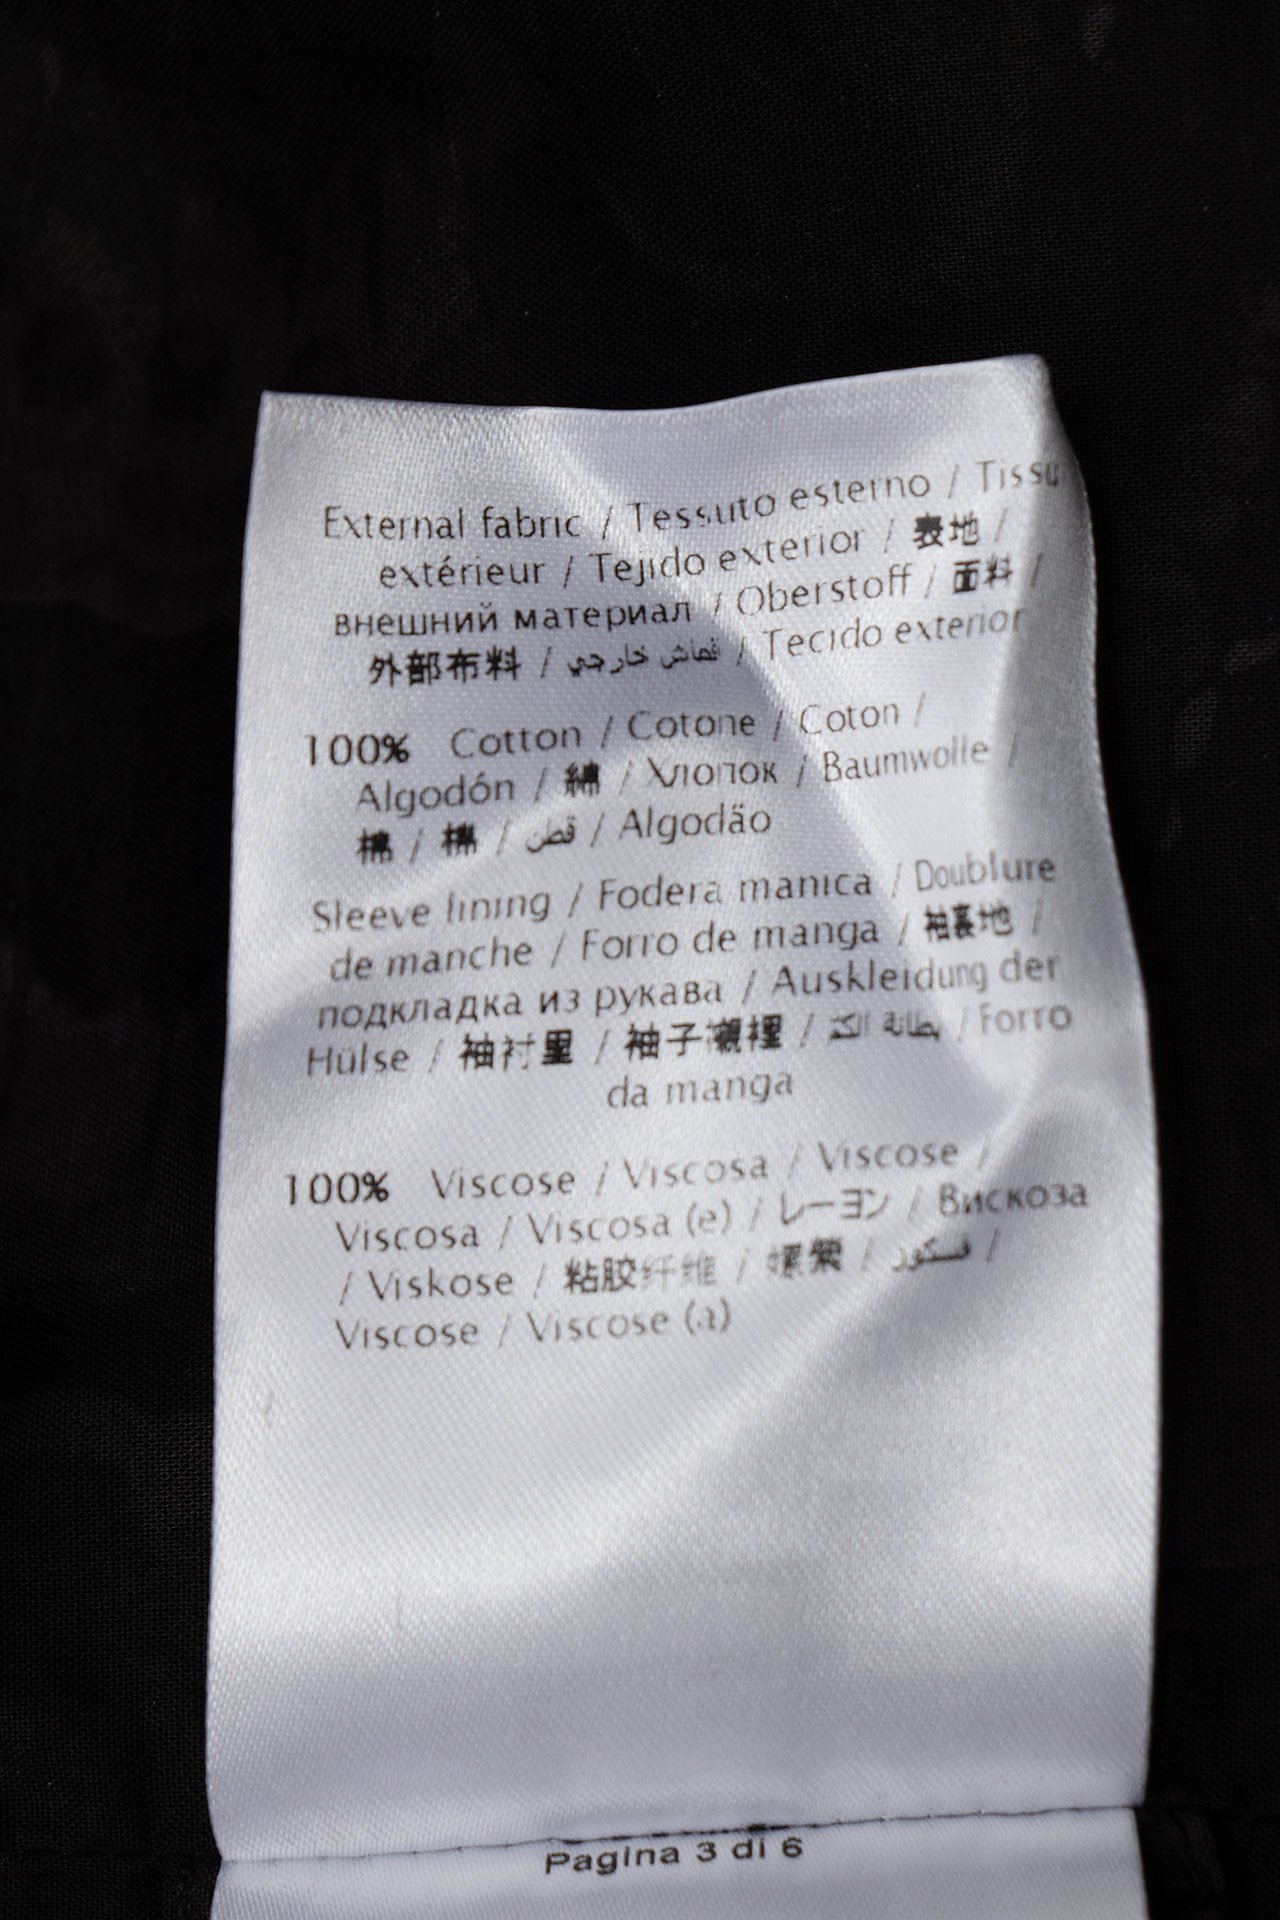 External fabric / Tessuto esterno / Tissu
extérieur / Tejido exterior / 表地 /
внешний материал / Oberstoff / 面料 /
外部布料 / قماش خارجي / Tecido exterior
100% Cotton / Cotone / Coton /
Algodón / 綿 / Хлопок / Baumwolle /
棉 / 棉 / قطن / Algodão
Sleeve lining / Fodera manica / Doublure
de manche / Forro de manga / 袖裏地 /
подкладка из рукава / Auskleidung der
Hülse / 袖衬里 / 袖子襯裡 / بطانة الكم / Forro
da manga
100% Viscose / Viscosa / Viscose /
Viscosa / Viscosa (e) / レーヨン / Вискоза
/ Viskose / 粘胶纤维 / 嫘縈 / فسكوز /
Viscose / Viscose (a)
Pagina 3 di 6